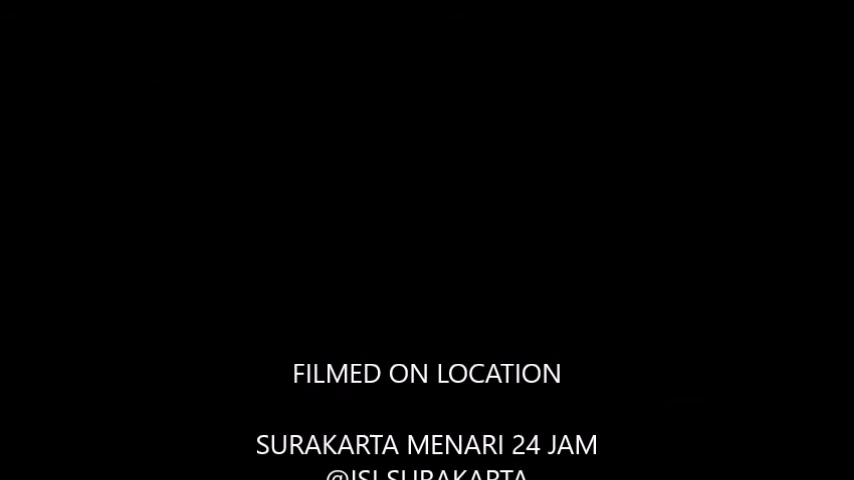 FILMED ON LOCATION
SURAKARTA MENARI 24 JAM
@ISI SURAKARTA